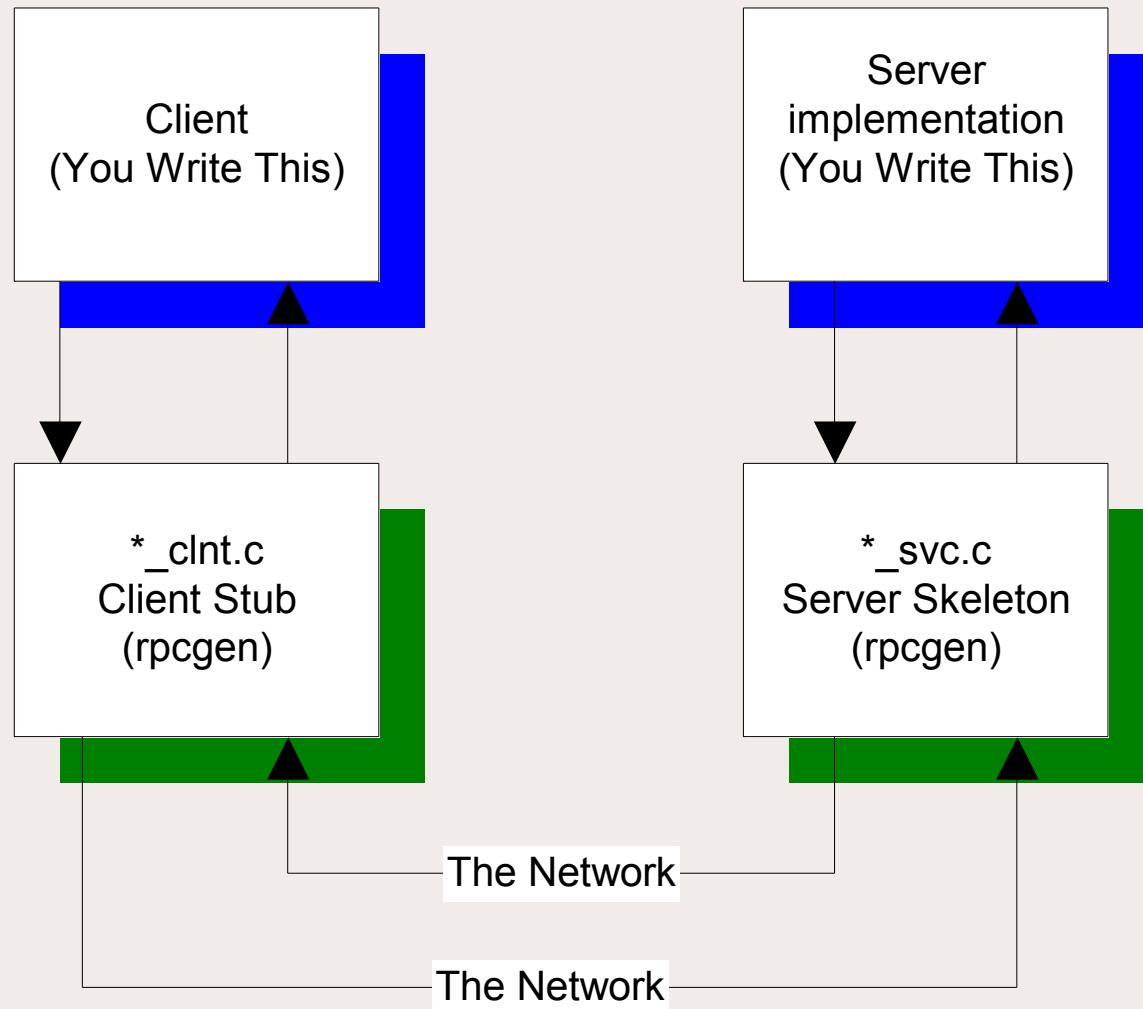 Client
(You Write This)
Server
implementation
(You Write This)
*_clnt.c
Client Stub
(rpcgen)
*_svc.c
Server Skeleton
(rpcgen)
The Network
The Network